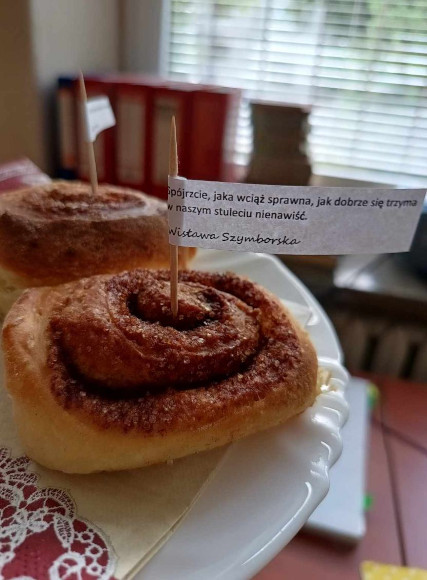 Spójrzcie, jaka wciąż sprawna, jak dobrze się trzyma
w naszym stuleciu nienawiść.
Wisława Szymborska